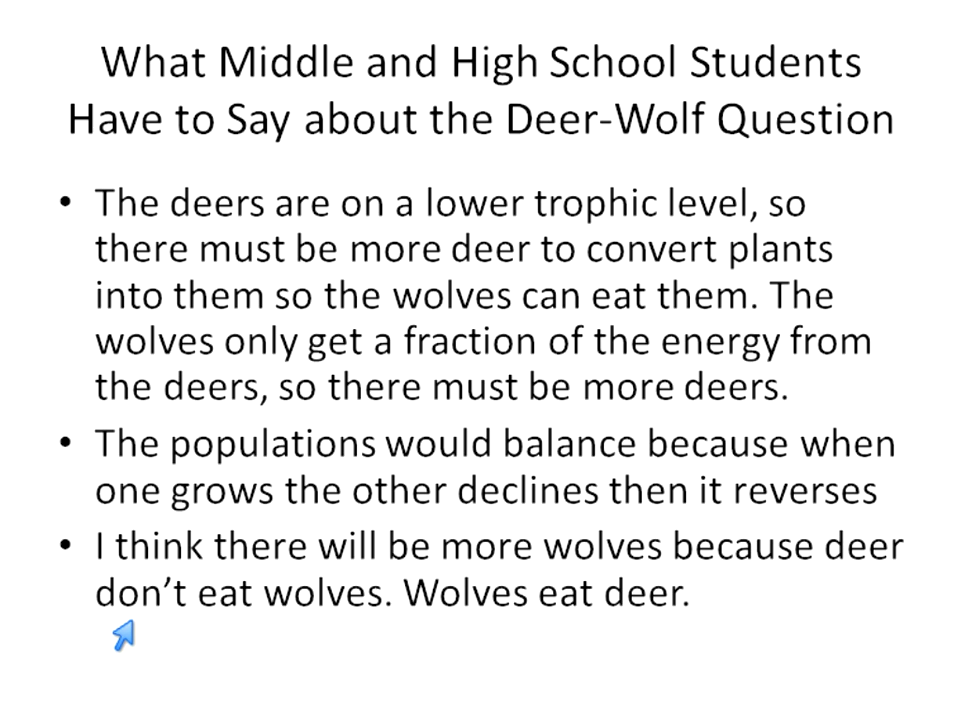 What Middle and High School Students
Have to Say about the Deer-Wolf Question
• The deers are on a lower trophic level, so
there must be more deer to convert plants
into them so the wolves can eat them. The
wolves only get a fraction of the energy from
the deers, so there must be more deers.
• The populations would balance because when
one grows the other declines then it reverses
• I think there will be more wolves because deer
don’t eat wolves. Wolves eat deer.